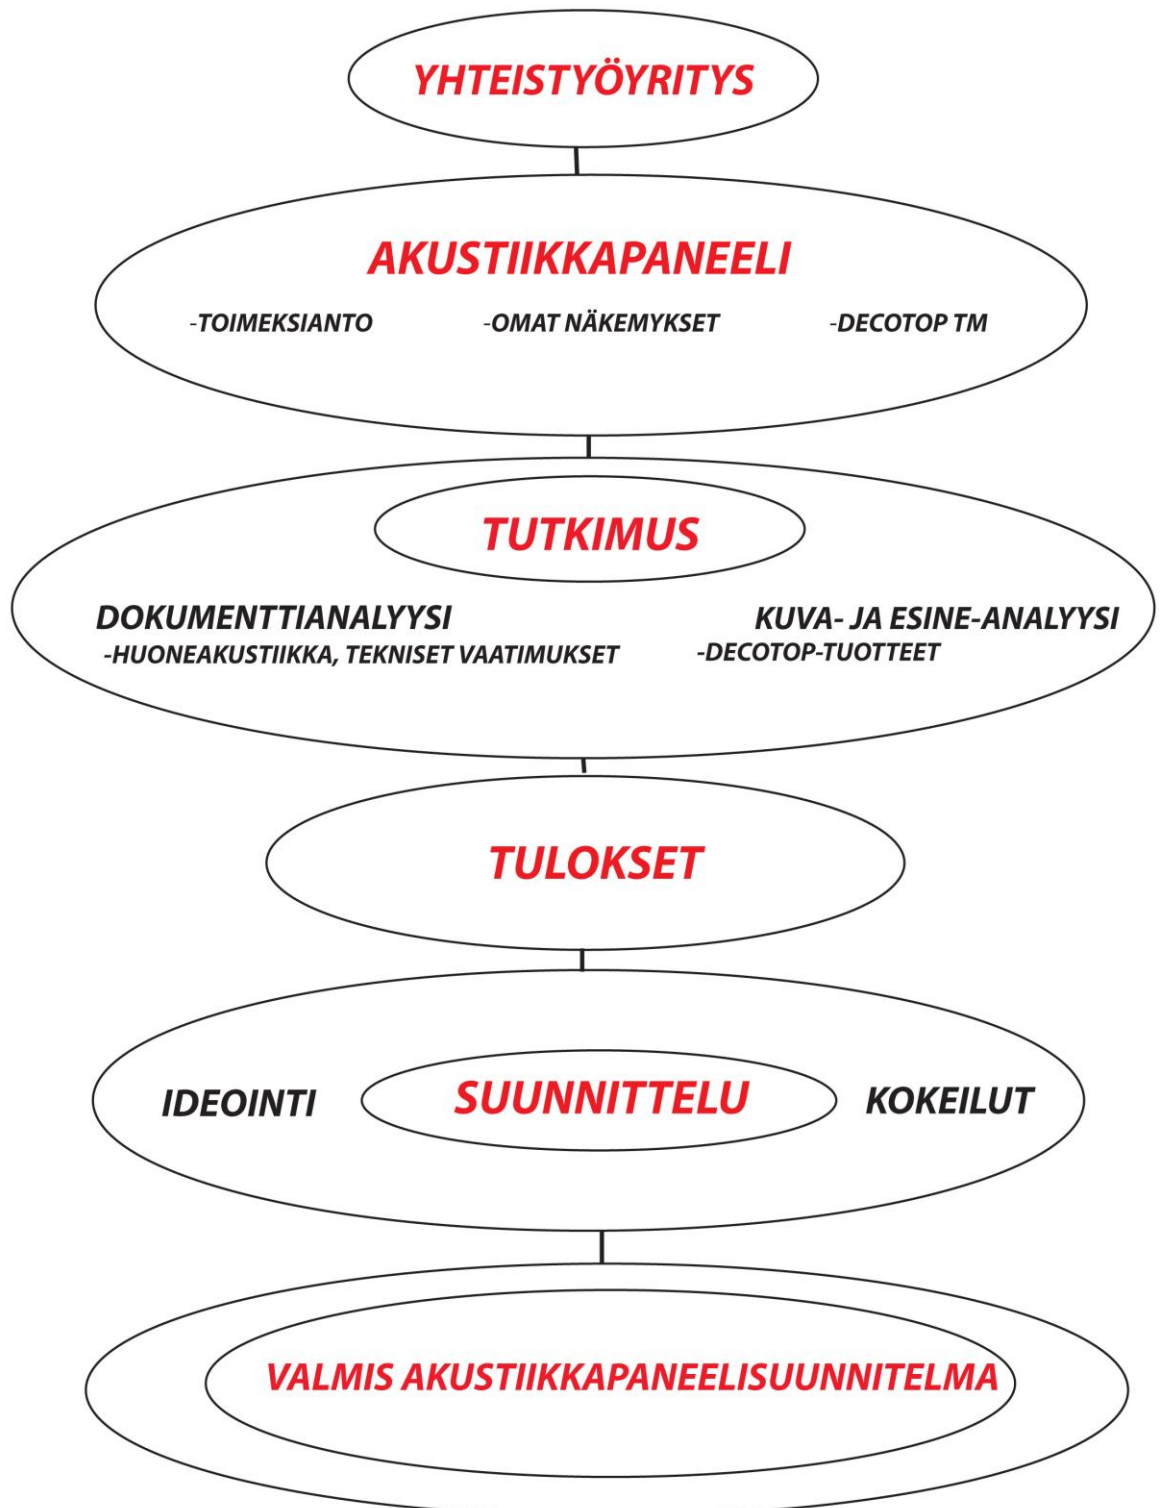 YHTEISTYÖYRITYS
AKUSTIIKKAPANEELI
-TOIMEKSIANTO -OMAT NÄKEMYKSET -DECOTOP TM
TUTKIMUS
DOKUMENTTIANALYYSI KUVA- JA ESINE-ANALYYSI
-HUONEAKUSTIIKKA, TEKNISET VAATIMUKSET -DECOTOP-TUOTTEET
TULOKSET
IDEOINTI SUUNNITTELU KOKEILUT
VALMIS AKUSTIIKKAPANEELISUUNNITELMA